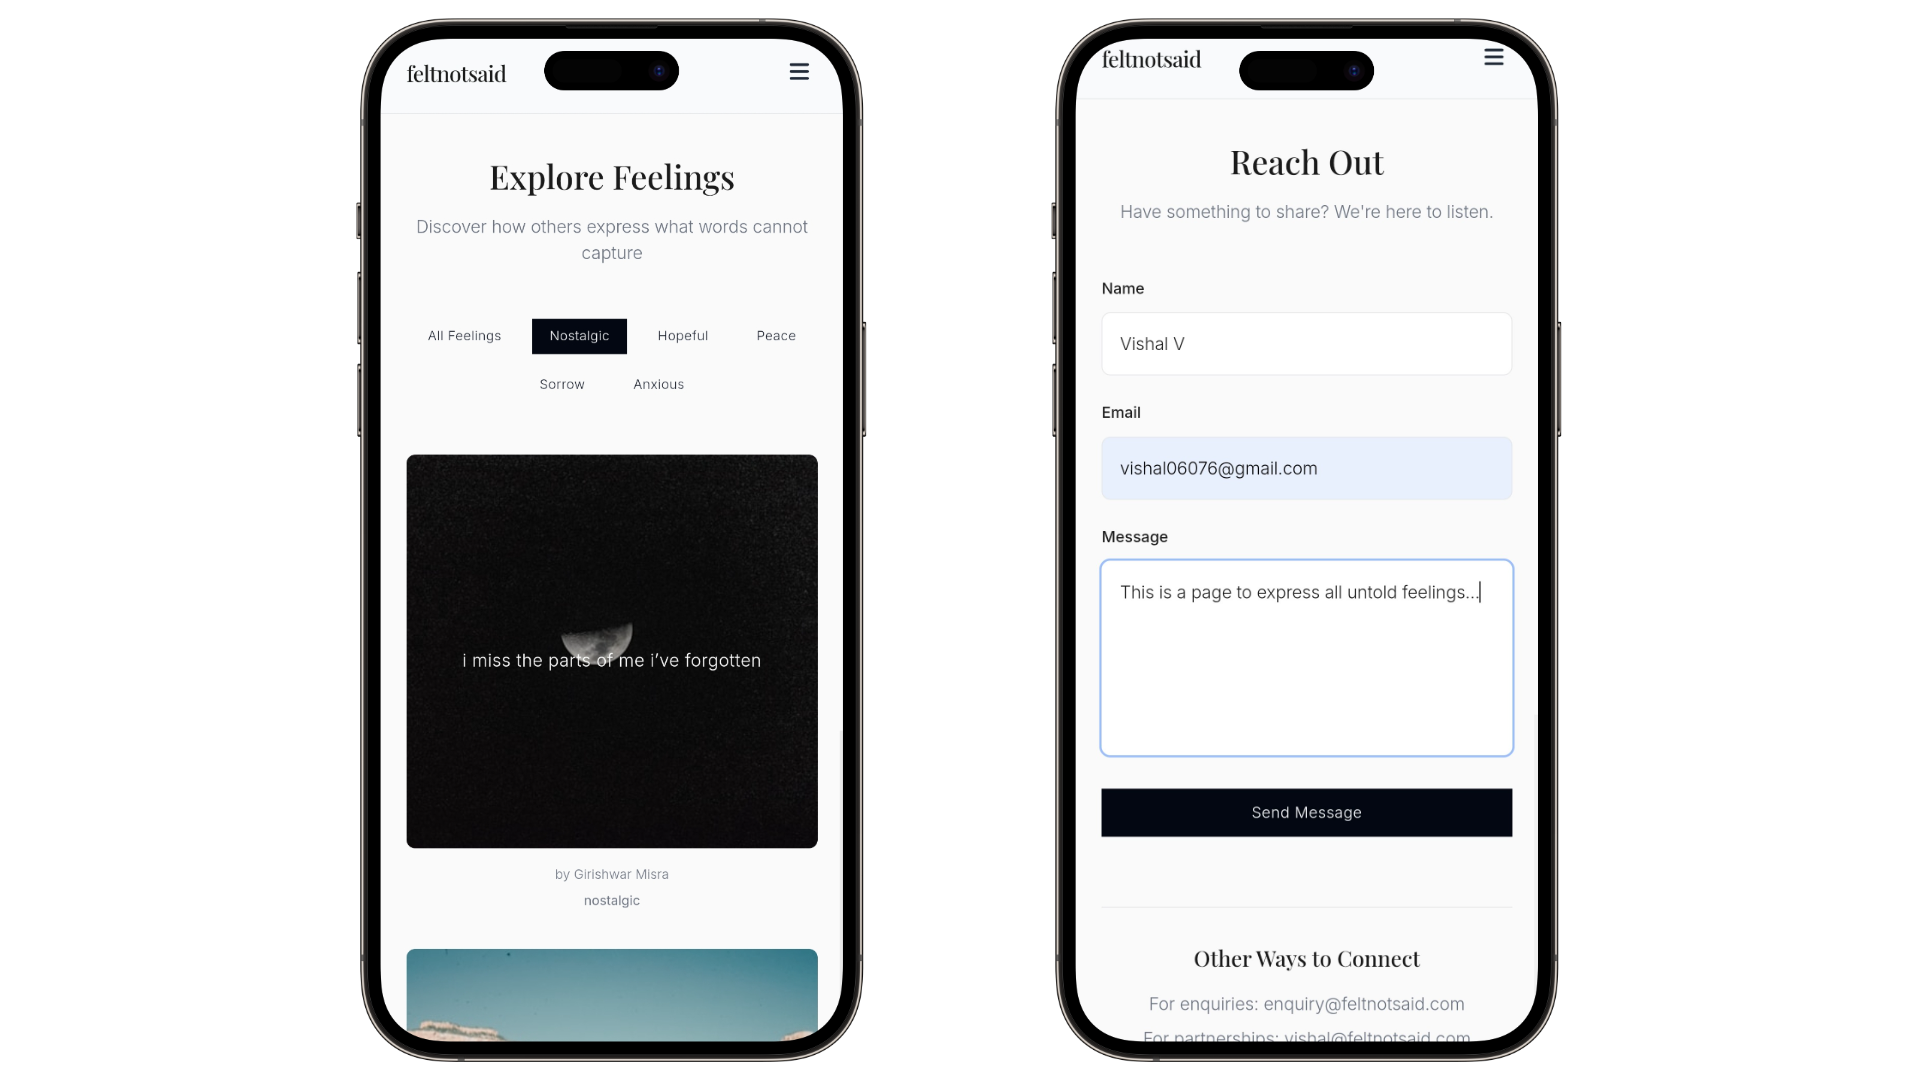 feltnotsaid
Explore Feelings
Discover how others express what words cannot
capture
All Feelings
Nostalgic
Hopeful
Peace
Sorrow
Anxious
i miss the parts of me i’ve forgotten
by Girishwar Misra
nostalgic
feltnotsaid
Reach Out
Have something to share? We're here to listen.
Name
Vishal V
Email
vishal06076@gmail.com
Message
This is a page to express all untold feelings...
Send Message
Other Ways to Connect
For enquiries: enquiry@feltnotsaid.com
For partnerships: vishal@feltnotsaid.com